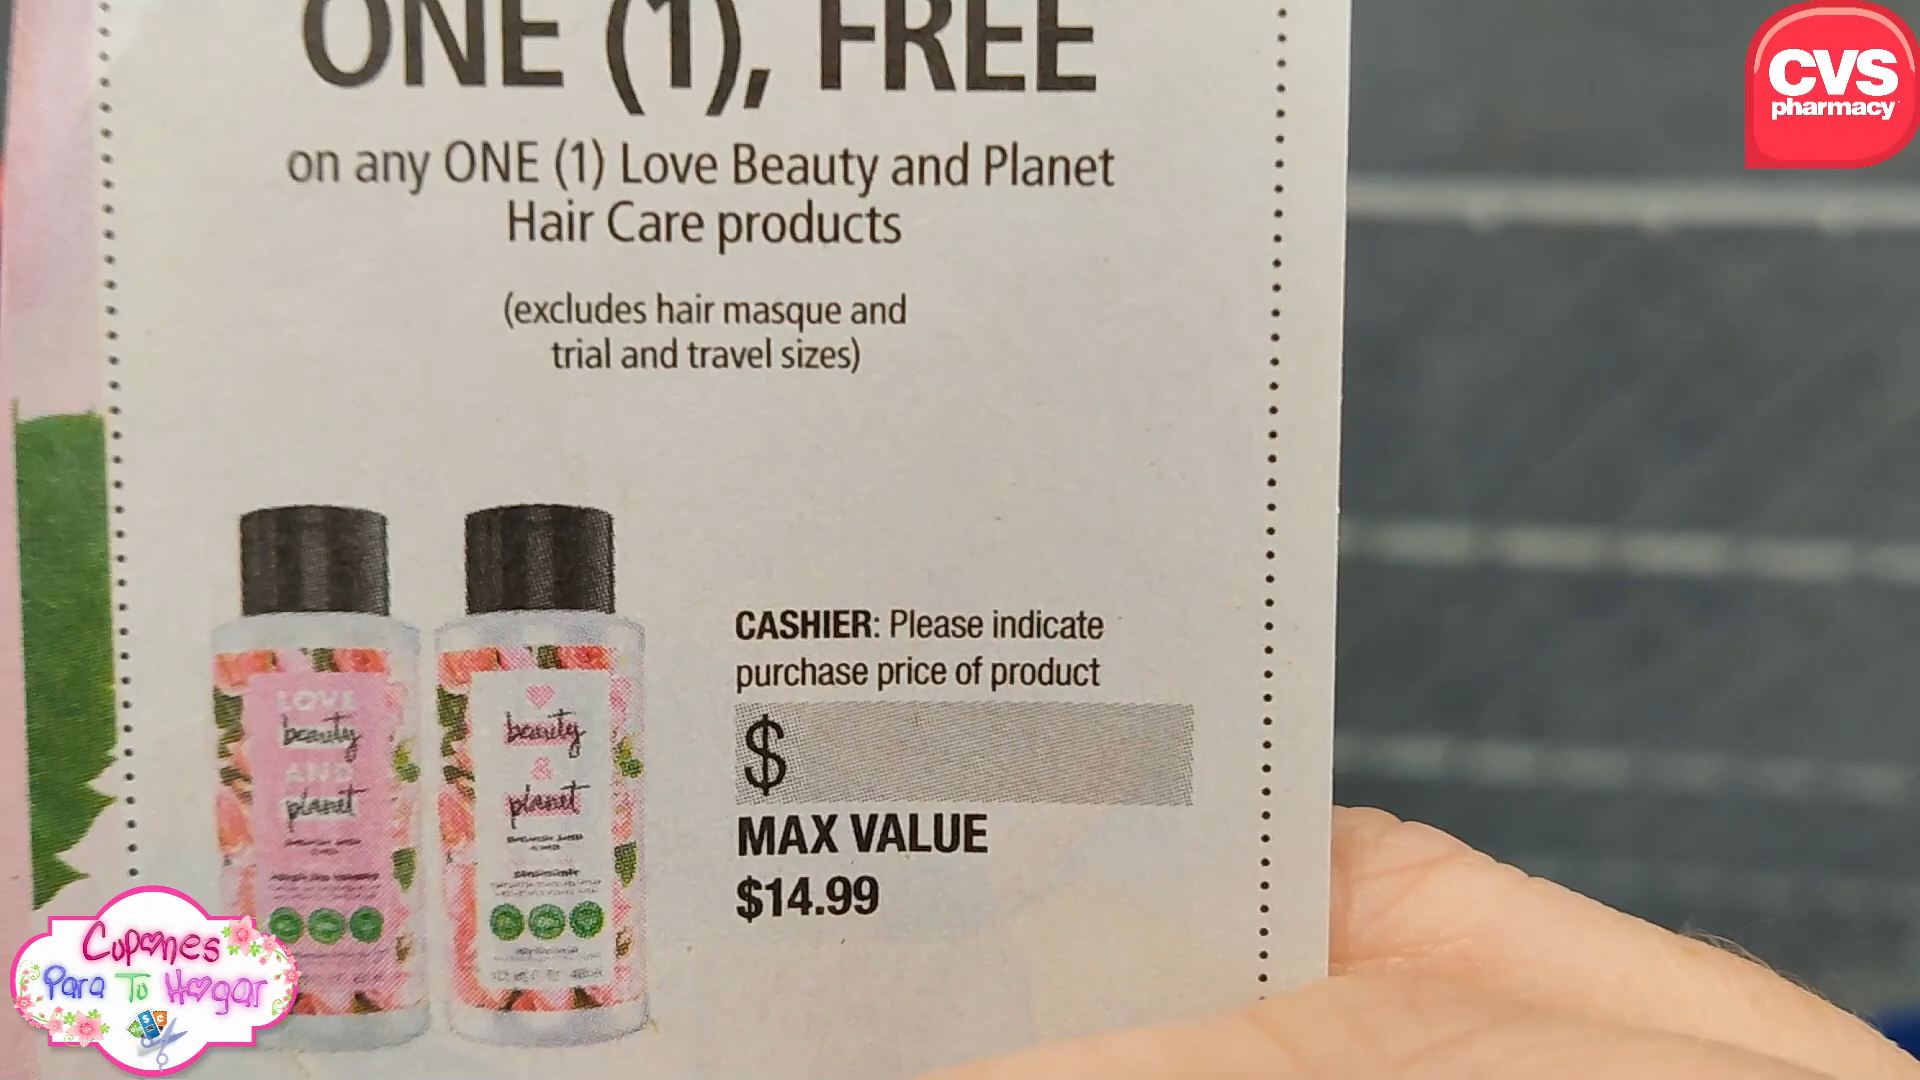 ONE (1), FREE
on any ONE (1) Love Beauty and Planet
Hair Care products
(excludes hair masque and
trial and travel sizes)
CASHIER: Please indicate
purchase price of product
$
MAX VALUE
$14.99
LOVE
beauty
AND
planet
beauty
&
planet
CVS
pharmacy
Cupones
Para Tu Hogar